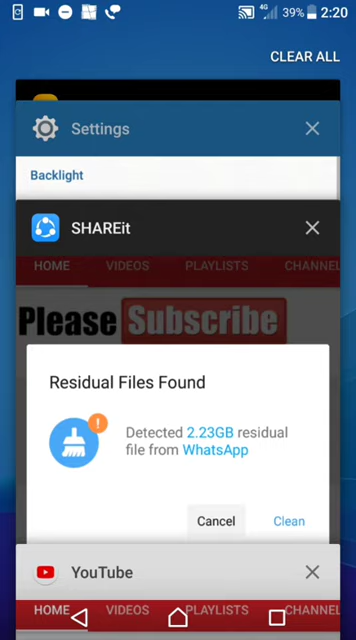 4G 39% 2:20
CLEAR ALL
Settings
Backlight
SHAREit
HOME VIDEOS PLAYLISTS CHANNEL
Please Subscribe
Residual Files Found
!
Detected 2.23GB residual
file from WhatsApp
Cancel Clean
YouTube
HOME VIDEOS PLAYLISTS CHANNEL